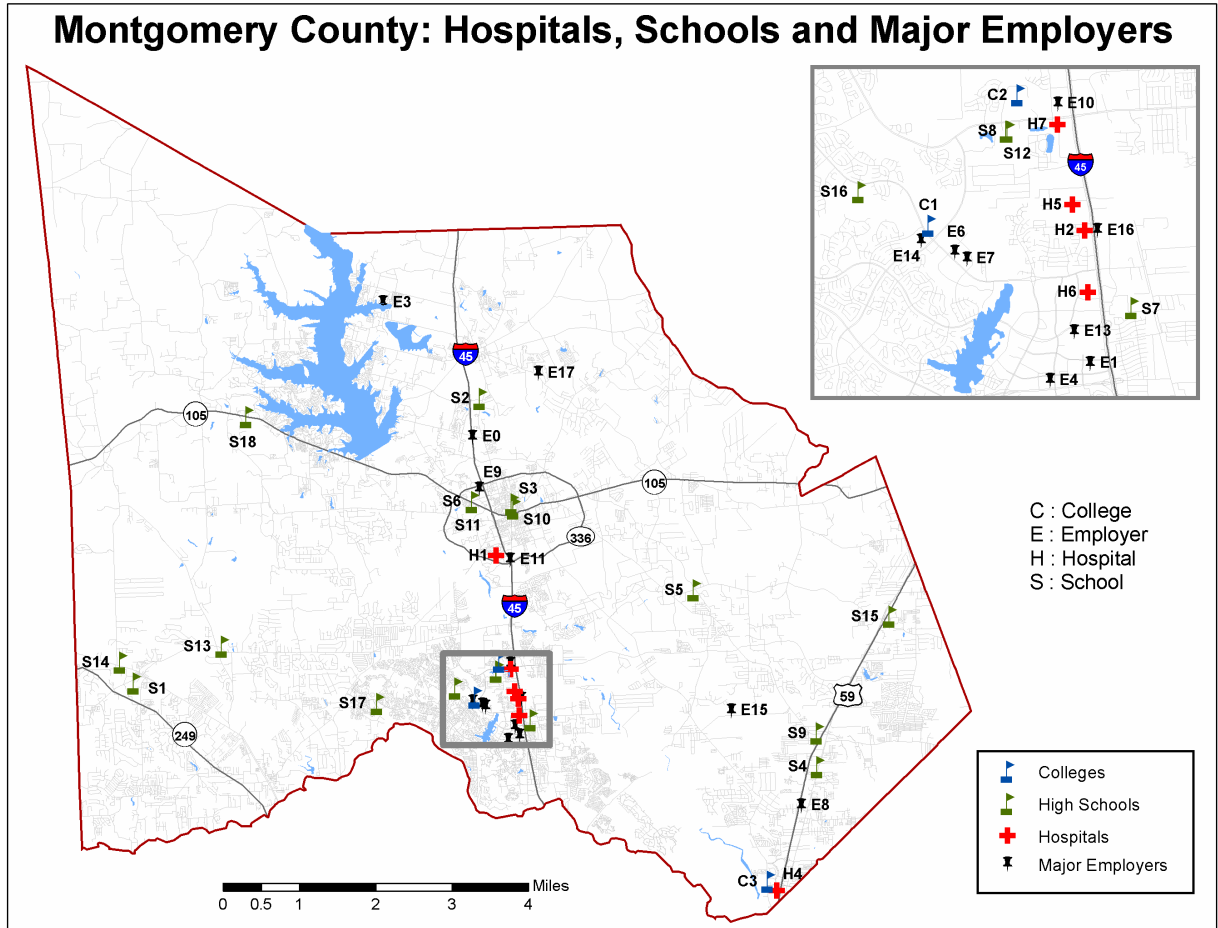 Montgomery County: Hospitals, Schools and Major Employers
C2
E10
H7
S8
S12
45
S16
C1
H5
E6
H2
E16
E14
E7
H6
S7
E13
E1
E4
E3
45
E17
S2
105
S18
E0
E9
105
S3
S6
S10
S11
336
H1
E11
C : College
E : Employer
H : Hospital
S : School
45
S5
S15
S13
S14
S1
S17
59
E15
249
S9
S4
E8
C3
H4
Colleges
High Schools
Hospitals
Major Employers
Miles
0 0.5 1 2 3 4